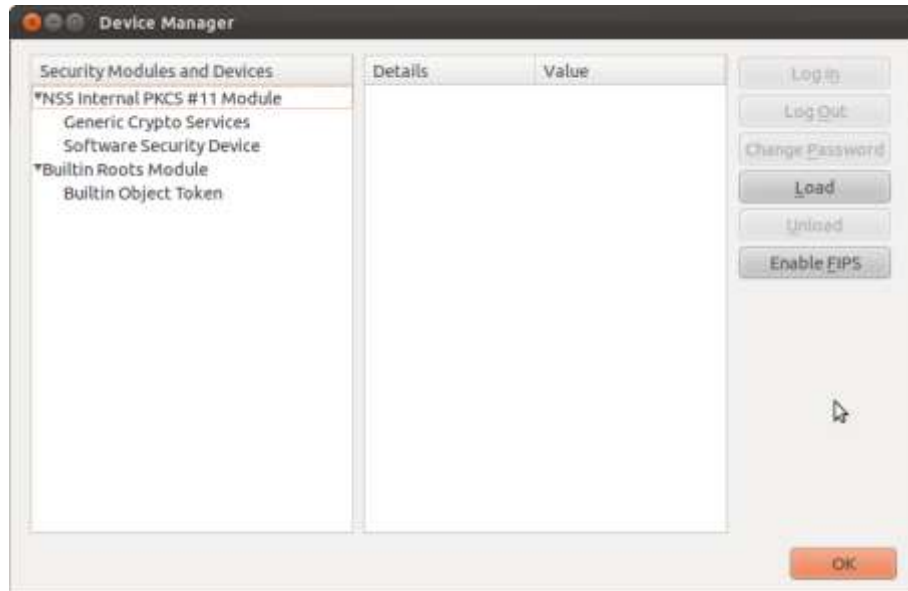 Device Manager
Security Modules and Devices
Details Value
NSS Internal PKCS #11 Module
Generic Crypto Services
Software Security Device
Builtin Roots Module
Builtin Object Token
Log In
Log Out
Change Password
Load
Unload
Enable FIPS
OK